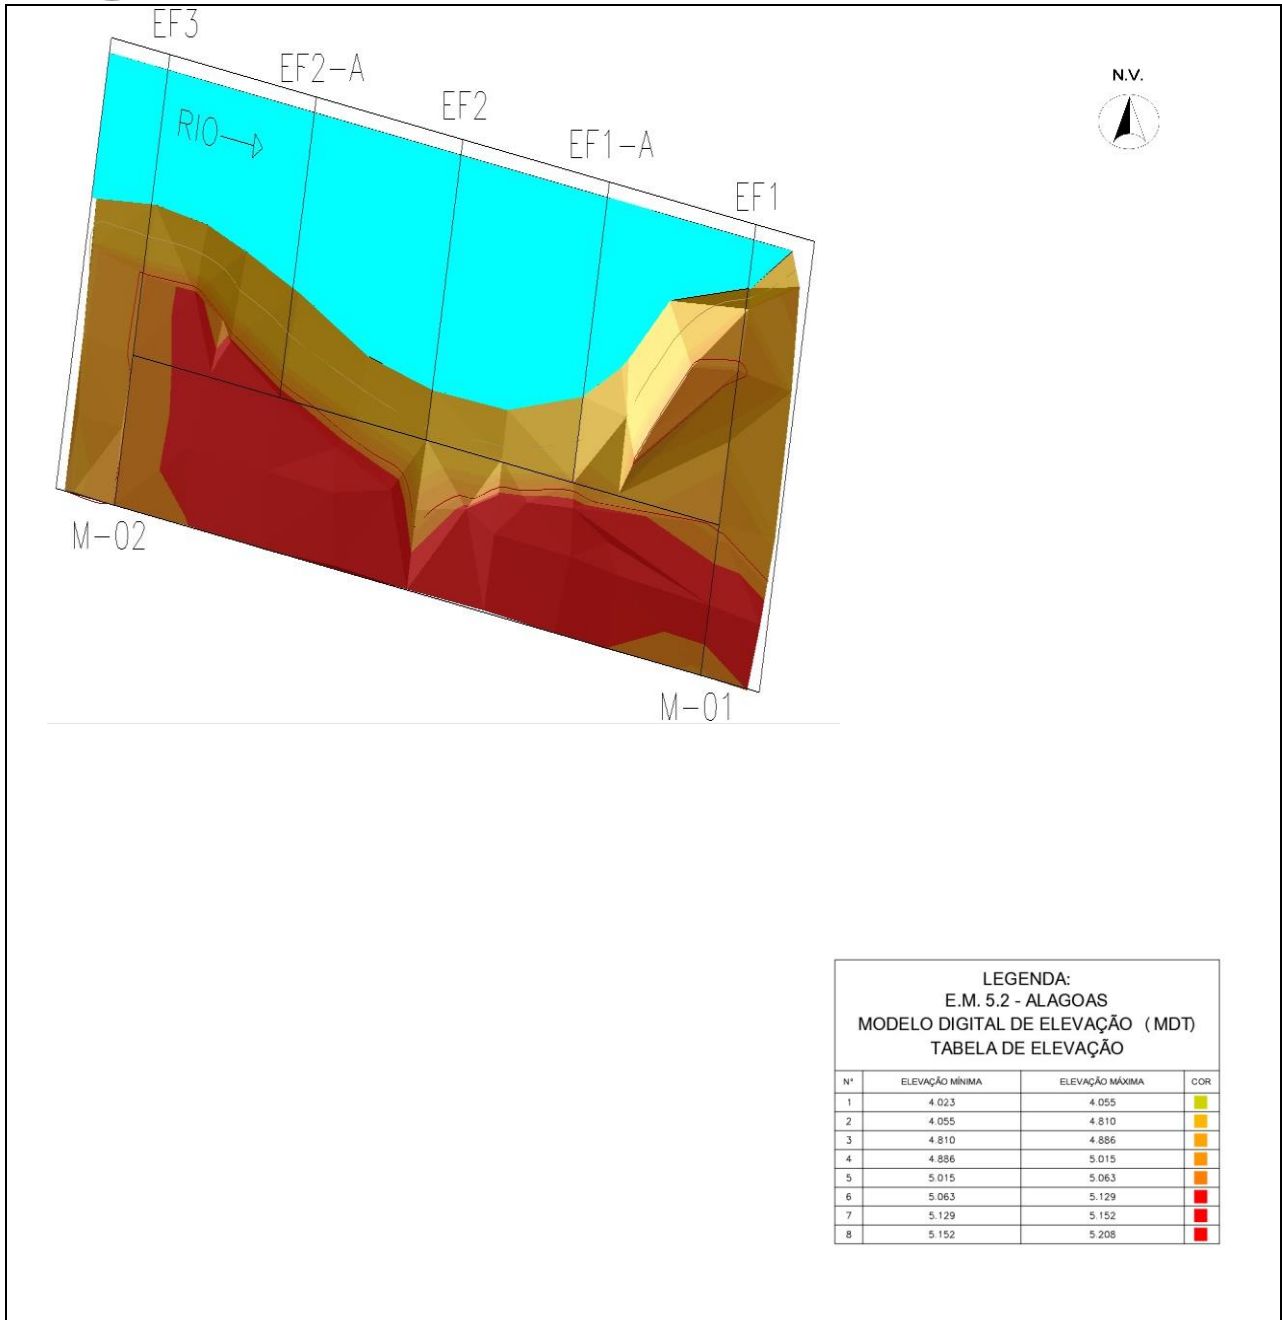 EF3
EF2-A
EF2
EF1-A
EF1
RIO
N.V.
M-02
M-01
LEGENDA:
E.M. 5.2 - ALAGOAS
MODELO DIGITAL DE ELEVAÇÃO (MDT)
TABELA DE ELEVAÇÃO
N° ELEVAÇÃO MÍNIMA ELEVAÇÃO MÁXIMA COR
1 4.023 4.055
2 4.055 4.810
3 4.810 4.886
4 4.886 5.015
5 5.015 5.063
6 5.063 5.129
7 5.129 5.152
8 5.152 5.208